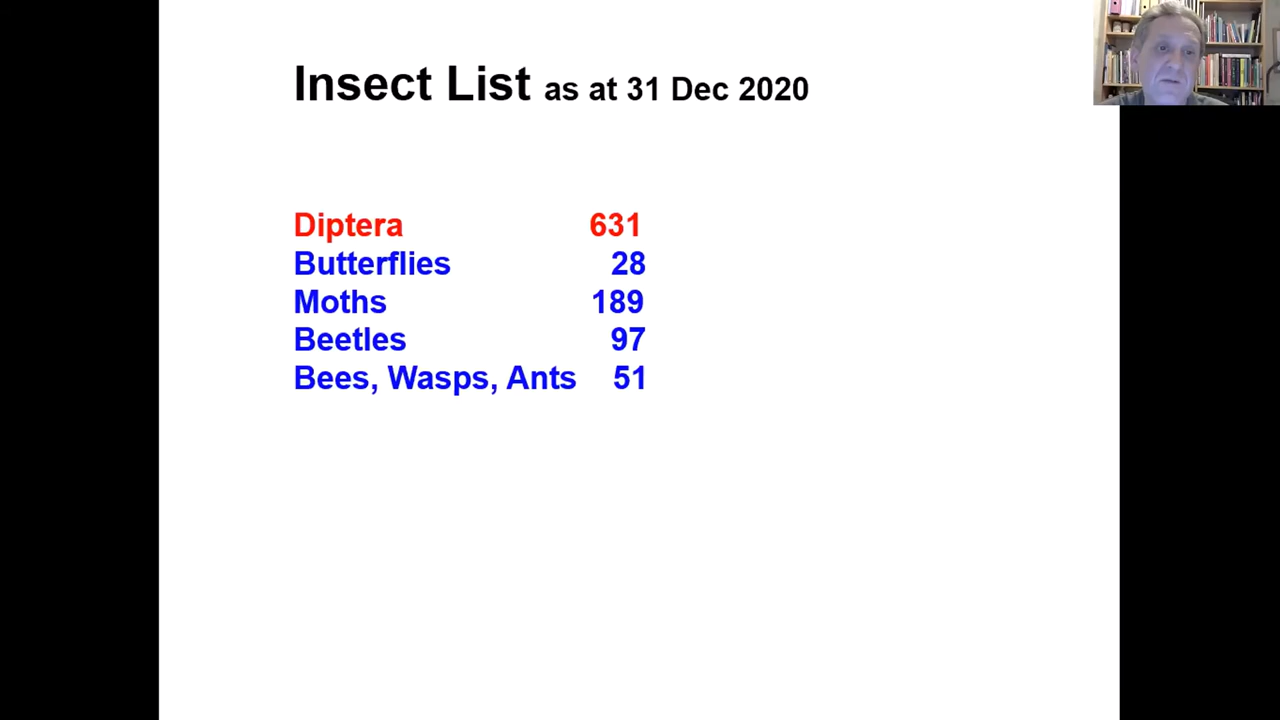 Insect List as at 31 Dec 2020
Diptera 631
Butterflies 28
Moths 189
Beetles 97
Bees, Wasps, Ants 51